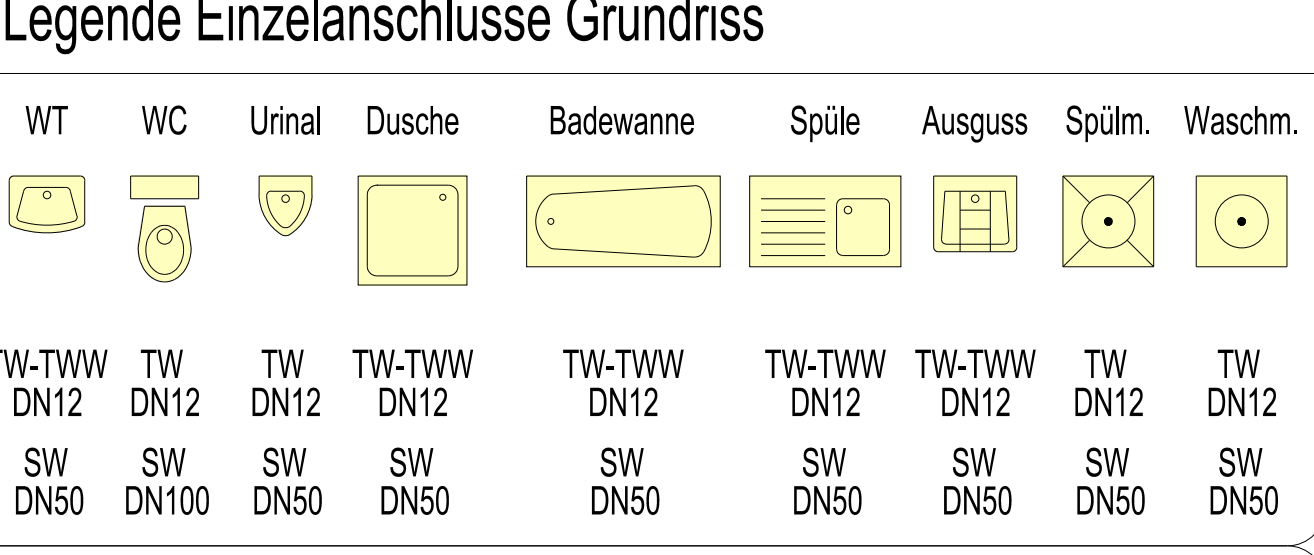 Legende Einzelanschlüsse Grundriss
WT WC Urinal Dusche Badewanne Spüle Ausguss Spülm. Waschm.
TW-TWW TW TW TW-TWW TW-TWW TW-TWW TW-TWW TW TW
DN12 DN12 DN12 DN12 DN12 DN12 DN12 DN12 DN12
SW SW SW SW SW SW SW SW SW
DN50 DN100 DN50 DN50 DN50 DN50 DN50 DN50 DN50